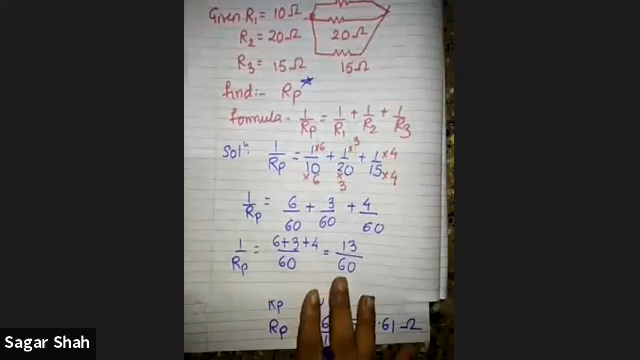 Given R1 = 10Ω
R2 = 20Ω
20Ω
R3 = 15Ω
15Ω
find:- Rp
formula - 1/Rp = 1/R1 + 1/R2 + 1/R3
Solⁿ: 1/Rp = 1×6/10×6 + 1×3/20×3 + 1×4/15×4
1/Rp = 6/60 + 3/60 + 4/60
1/Rp = 6+3+4/60 = 13/60
Rp
Rp .61Ω
Sagar Shah